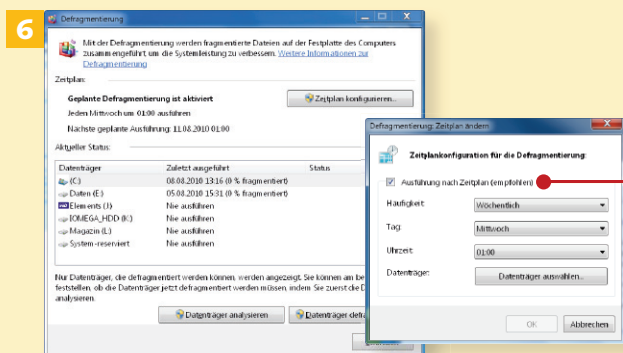 6
Defragmentierung
Mit der Defragmentierung werden fragmentierte Dateien auf der Festplatte des Computers
zusammengeführt, um die Systemleistung zu verbessern. Weitere Informationen zur
Defragmentierung
Zeitplan:
Geplante Defragmentierung ist aktiviert
Zeitplan konfigurieren...
Jeden Mittwoch um 01:00 ausführen
Nächste geplante Ausführung: 11.08.2010 01:00
Aktueller Status:
Datenträger Zuletzt ausgeführt Status
(C:) 08.08.2010 13:16 (0 % fragmentiert)
Daten (E:) 05.08.2010 15:31 (0 % fragmentiert)
Elements (J:) Nie ausführen
IOMEGA_HDD (K:) Nie ausführen
Magazin (L:) Nie ausführen
System-reserviert Nie ausführen
Nur Datenträger, die defragmentiert werden können, werden angezeigt. Sie können am be
feststellen, ob die Datenträger jetzt defragmentiert werden müssen, indem Sie zuerst die D
analysieren.
Datenträger analysieren
Datenträger defra
Defragmentierung: Zeitplan ändern
Zeitplankonfiguration für die Defragmentierung:
Ausführung nach Zeitplan (empfohlen)
Häufigkeit: Wöchentlich
Tag: Mittwoch
Uhrzeit: 01:00
Datenträger: Datenträger auswählen...
OK Abbrechen